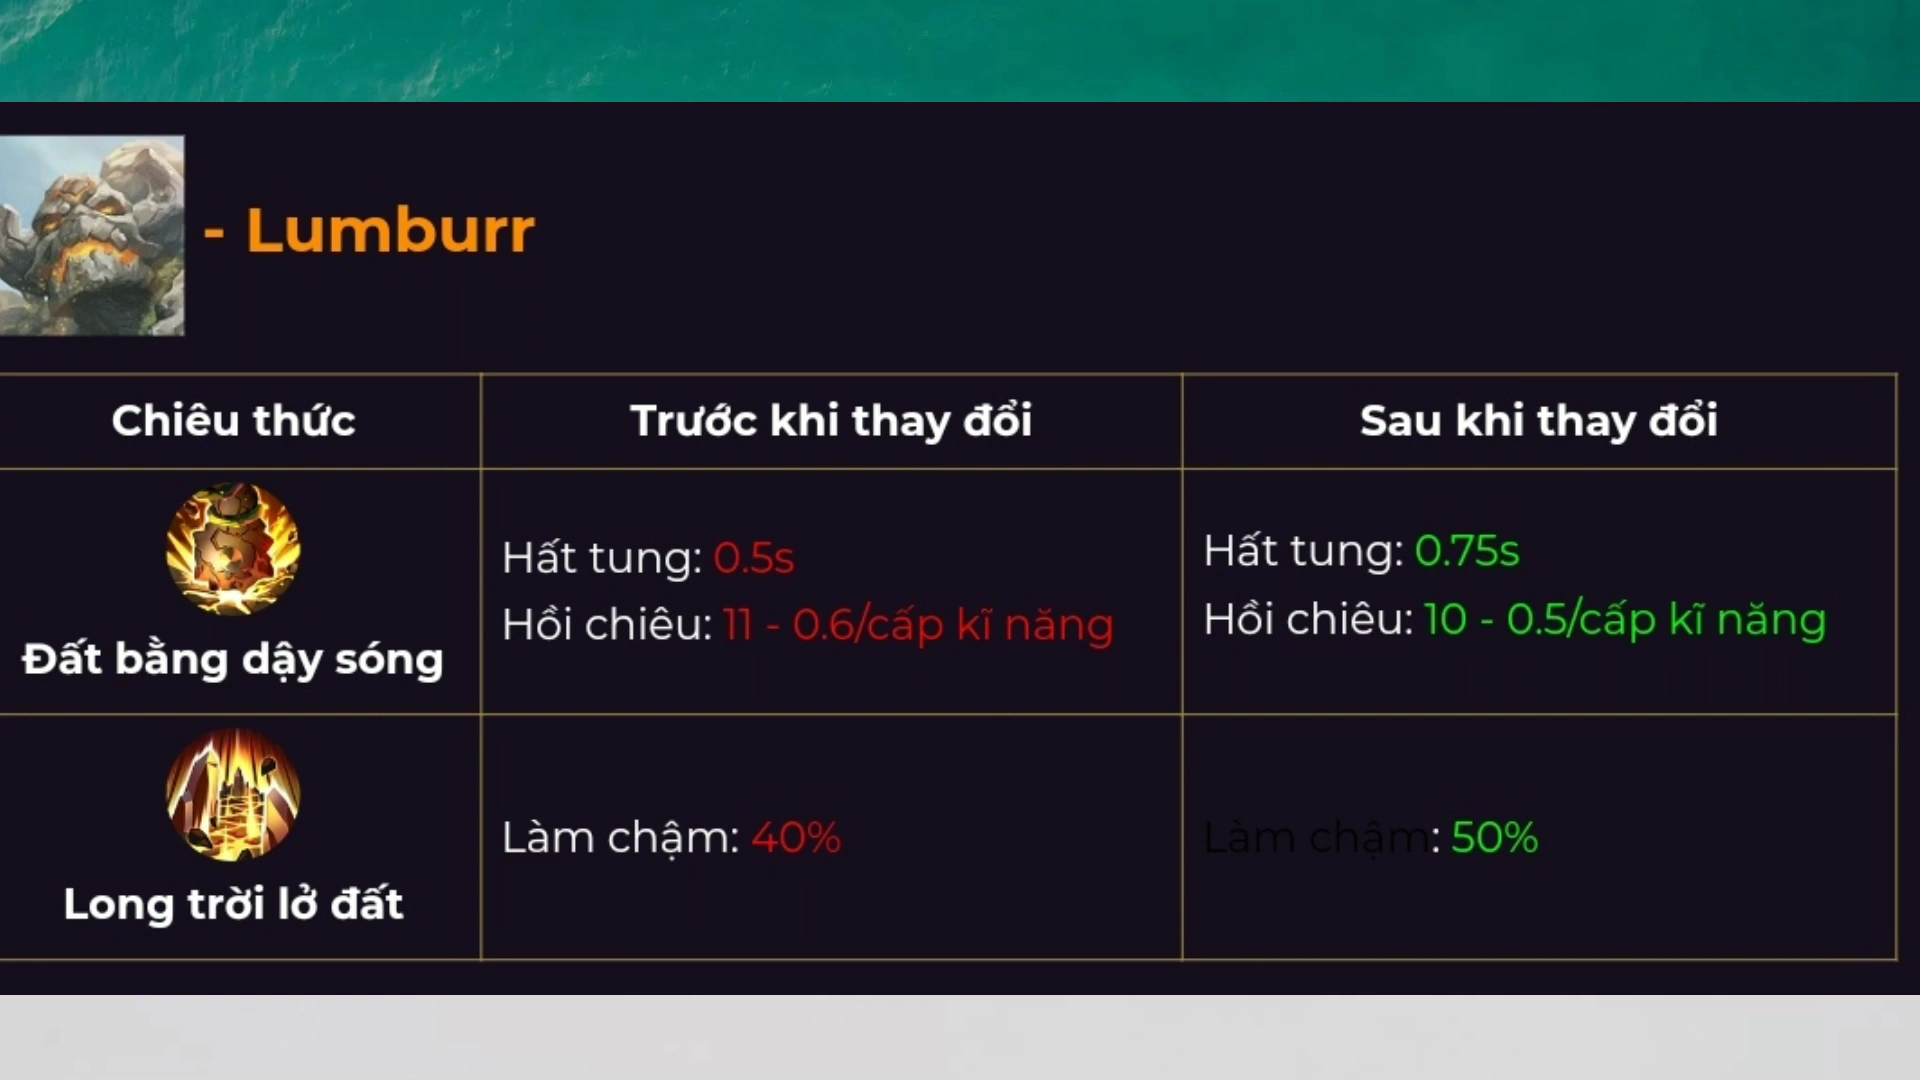 - Lumburr
Chiêu thức
Trước khi thay đổi
Sau khi thay đổi
Đất bằng dậy sóng
Hất tung: 0.5s
Hồi chiêu: 11 - 0.6/cấp kĩ năng
Hất tung: 0.75s
Hồi chiêu: 10 - 0.5/cấp kĩ năng
Long trời lở đất
Làm chậm: 40%
Làm chậm: 50%